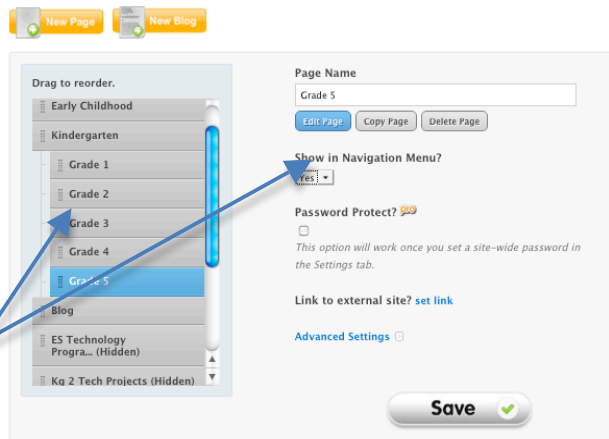 New Page
New Blog
Drag to reorder.
Early Childhood
Kindergarten
Grade 1
Grade 2
Grade 3
Grade 4
Grade 5
Blog
ES Technology
Progra... (Hidden)
Kg 2 Tech Projects (Hidden)
Page Name
Grade 5
Edit Page
Copy Page
Delete Page
Show in Navigation Menu?
Yes
Password Protect? PRO
This option will work once you set a site-wide password in
the Settings tab.
Link to external site? set link
Advanced Settings
Save